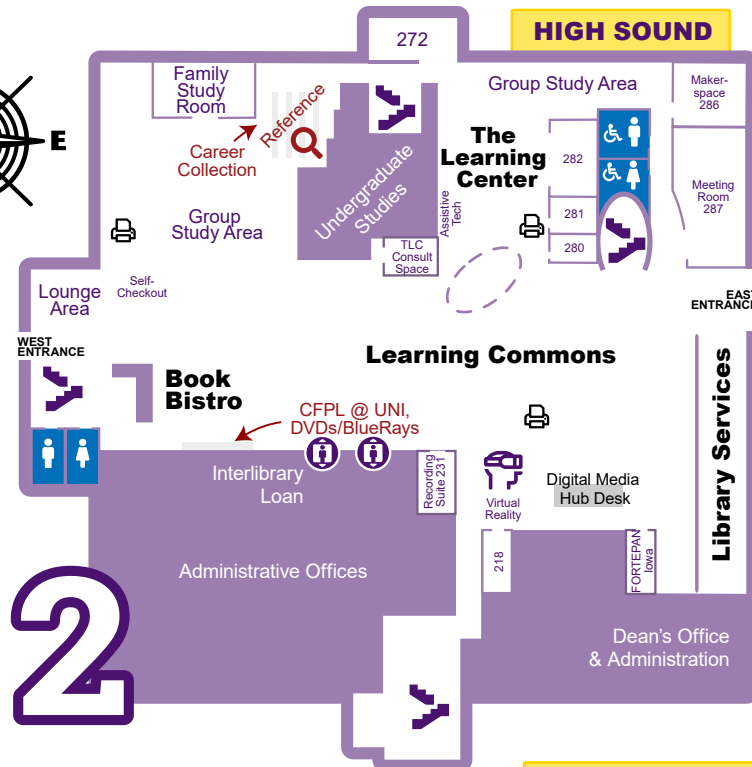 HIGH SOUND
272
Family
Study
Room
Reference
Career
Collection
Group Study Area
Maker-
space
286
E
The
Learning
Center
282
Undergraduate
Studies
Meeting
Room
287
Assistive
Tech
281
Group
Study Area
TLC
Consult
Space
280
Self-
Checkout
Lounge
Area
EAST
ENTRANCE
WEST
ENTRANCE
Learning Commons
Library Services
Book
Bistro
CFPL @ UNI,
DVDs/BlueRays
Interlibrary
Loan
Recording
Suite 231
Virtual
Reality
Digital Media
Hub Desk
218
FORTEPAN
Iowa
Administrative Offices
2
Dean's Office
& Administration